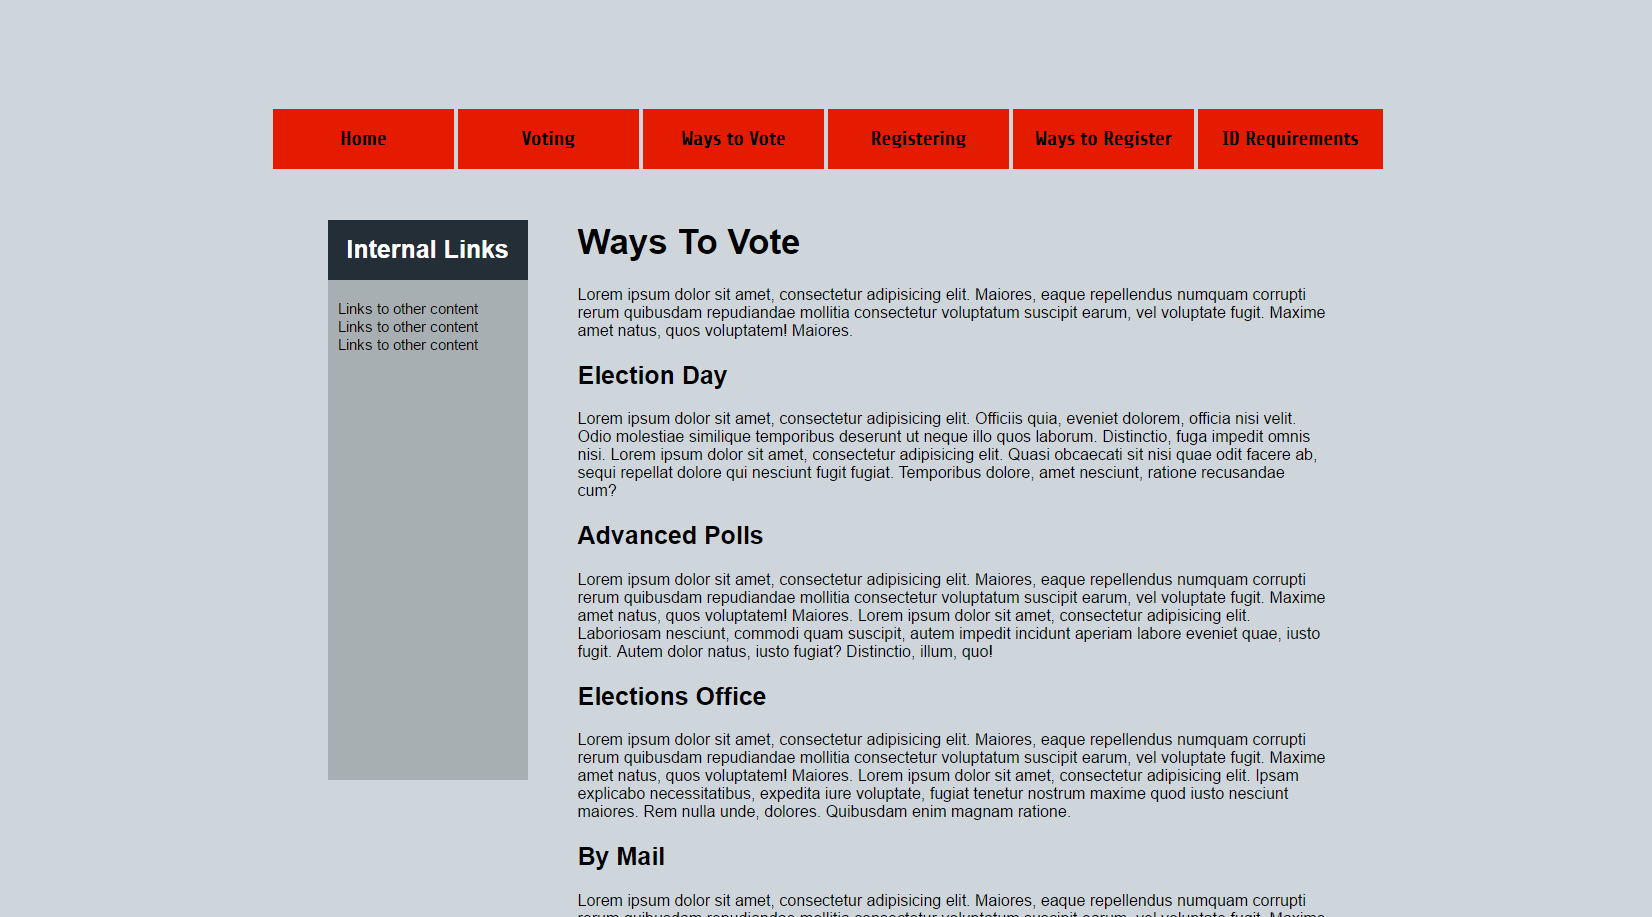 Home Voting Ways to Vote Registering Ways to Register ID Requirements
Internal Links
Links to other content
Links to other content
Links to other content
Ways To Vote
Lorem ipsum dolor sit amet, consectetur adipisicing elit. Maiores, eaque repellendus numquam corrupti
rerum quibusdam repudiandae mollitia consectetur voluptatum suscipit earum, vel voluptate fugit. Maxime
amet natus, quos voluptatem! Maiores.
Election Day
Lorem ipsum dolor sit amet, consectetur adipisicing elit. Officiis quia, eveniet dolorem, officia nisi velit.
Odio molestiae similique temporibus deserunt ut neque illo quos laborum. Distinctio, fuga impedit omnis
nisi. Lorem ipsum dolor sit amet, consectetur adipisicing elit. Quasi obcaecati sit nisi quae odit facere ab,
sequi repellat dolore qui nesciunt fugit fugiat. Temporibus dolore, amet nesciunt, ratione recusandae
cum?
Advanced Polls
Lorem ipsum dolor sit amet, consectetur adipisicing elit. Maiores, eaque repellendus numquam corrupti
rerum quibusdam repudiandae mollitia consectetur voluptatum suscipit earum, vel voluptate fugit. Maxime
amet natus, quos voluptatem! Maiores. Lorem ipsum dolor sit amet, consectetur adipisicing elit.
Laboriosam nesciunt, commodi quam suscipit, autem impedit incidunt aperiam labore eveniet quae, iusto
fugit. Autem dolor natus, iusto fugiat? Distinctio, illum, quo!
Elections Office
Lorem ipsum dolor sit amet, consectetur adipisicing elit. Maiores, eaque repellendus numquam corrupti
rerum quibusdam repudiandae mollitia consectetur voluptatum suscipit earum, vel voluptate fugit. Maxime
amet natus, quos voluptatem! Maiores. Lorem ipsum dolor sit amet, consectetur adipisicing elit. Ipsam
explicabo necessitatibus, expedita iure voluptate, fugiat tenetur nostrum maxime quod iusto nesciunt
maiores. Rem nulla unde, dolores. Quibusdam enim magnam ratione.
By Mail
Lorem ipsum dolor sit amet, consectetur adipisicing elit. Maiores, eaque repellendus numquam corrupti